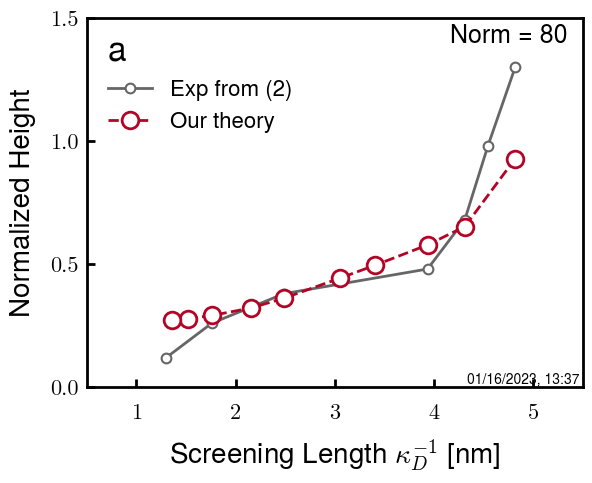 1.5
1.0
0.5
0.0
Normalized Height
a
Norm = 80
Exp from (2)
Our theory
01/16/2023, 13:37
1 2 3 4 5
Screening Length κ_D^{-1} [nm]